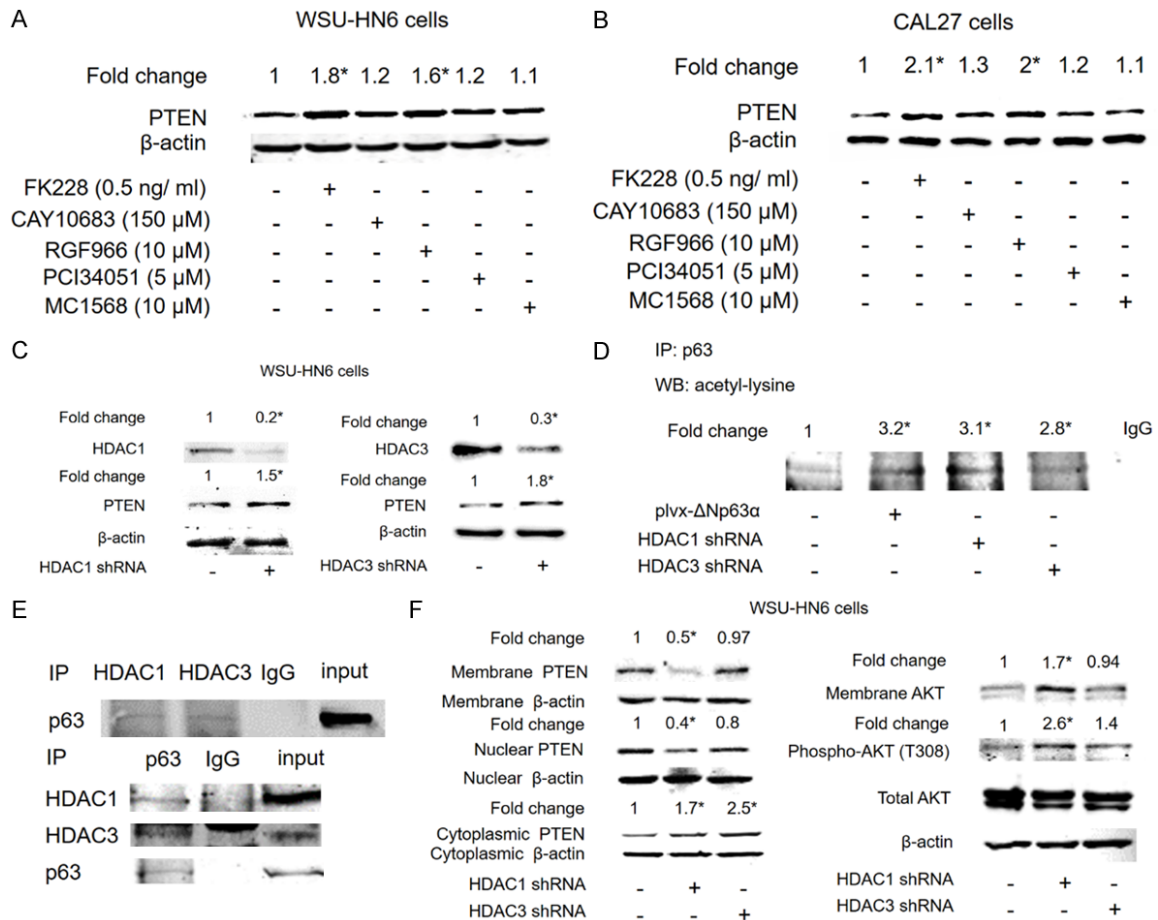 A
WSU-HN6 cells
Fold change 1 1.8* 1.2 1.6* 1.2 1.1
PTEN
β-actin
FK228 (0.5 ng/ ml) - + - - - -
CAY10683 (150 µM) - - + - - -
RGF966 (10 µM) - - - + - -
PCI34051 (5 µM) - - - - + -
MC1568 (10 µM) - - - - - +
B
CAL27 cells
Fold change 1 2.1* 1.3 2* 1.2 1.1
PTEN
β-actin
FK228 (0.5 ng/ ml) - + - - - -
CAY10683 (150 µM) - - + - - -
RGF966 (10 µM) - - - + - -
PCI34051 (5 µM) - - - - + -
MC1568 (10 µM) - - - - - +
C
WSU-HN6 cells
Fold change 1 0.2*
HDAC1
Fold change 1 1.5*
PTEN
β-actin
HDAC1 shRNA - +
Fold change 1 0.3*
HDAC3
Fold change 1 1.8*
PTEN
β-actin
HDAC3 shRNA - +
D
IP: p63
WB: acetyl-lysine
Fold change 1 3.2* 3.1* 2.8* IgG
plvx-ΔNp63α - + - -
HDAC1 shRNA - - + -
HDAC3 shRNA - - - +
E
IP HDAC1 HDAC3 IgG input
p63
IP p63 IgG input
HDAC1
HDAC3
p63
F
WSU-HN6 cells
Fold change 1 0.5* 0.97
Membrane PTEN
Membrane β-actin
Fold change 1 0.4* 0.8
Nuclear PTEN
Nuclear β-actin
Fold change 1 1.7* 2.5*
Cytoplasmic PTEN
Cytoplasmic β-actin
HDAC1 shRNA - + -
HDAC3 shRNA - - +
Fold change 1 1.7* 0.94
Membrane AKT
Fold change 1 2.6* 1.4
Phospho-AKT (T308)
Total AKT
β-actin
HDAC1 shRNA - + -
HDAC3 shRNA - - +